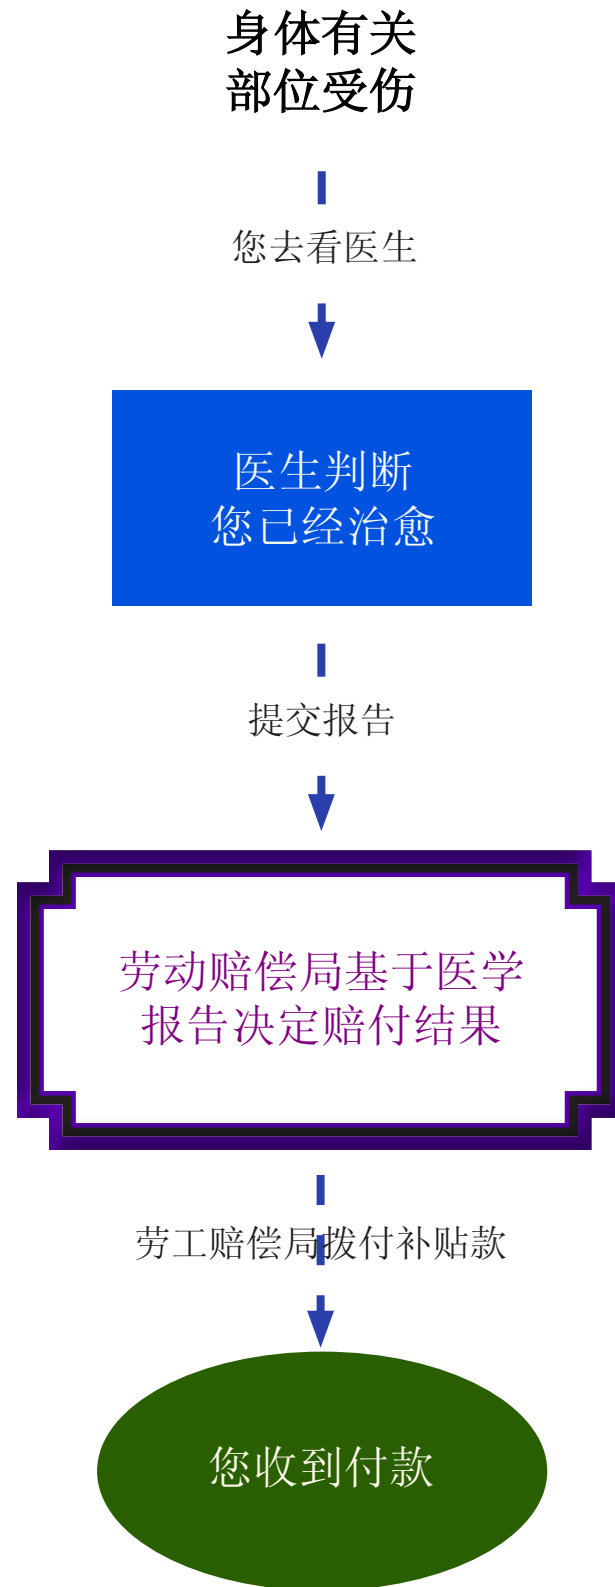 身体有关
部位受伤
您去看医生
医生判断
您已经治愈
提交报告
劳动赔偿局基于医学
报告决定赔付结果
劳工赔偿局拨付补贴款
您收到付款